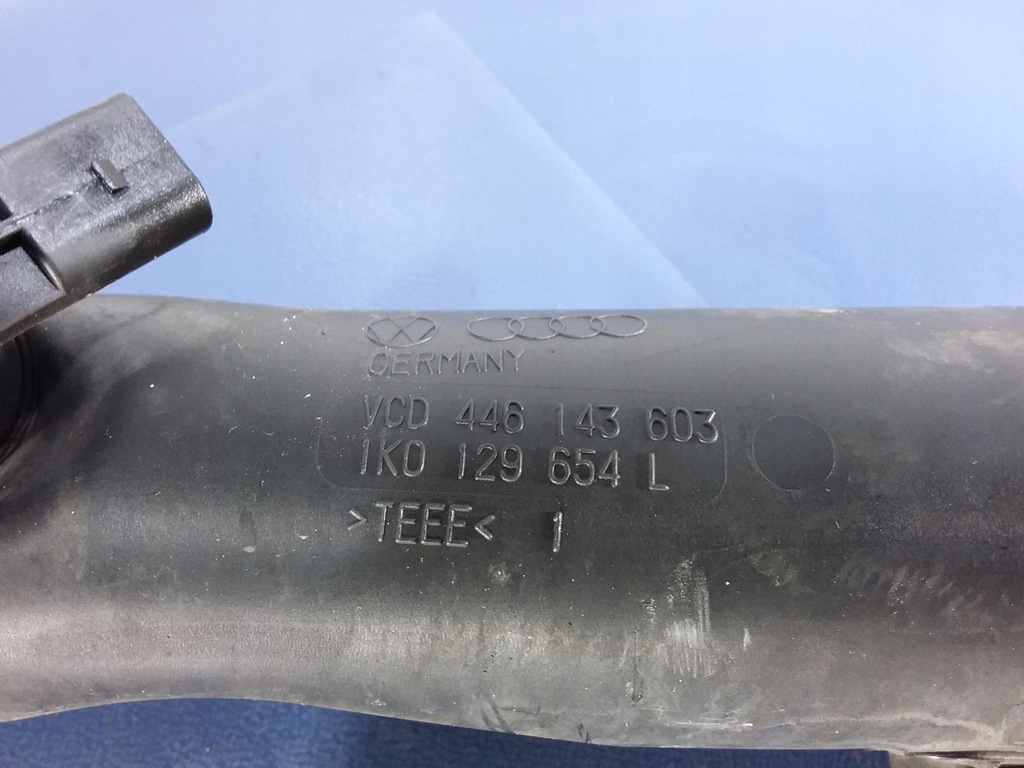 GERMANY
VCD 446 143 603
1K0 129 654 L
>TEEE< 1